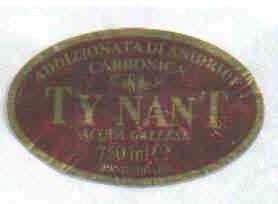 ADDIZIONATA DI ANIDRIDE
CARBONICA
TY NANT
ACQUA GALLESE
750 ml e